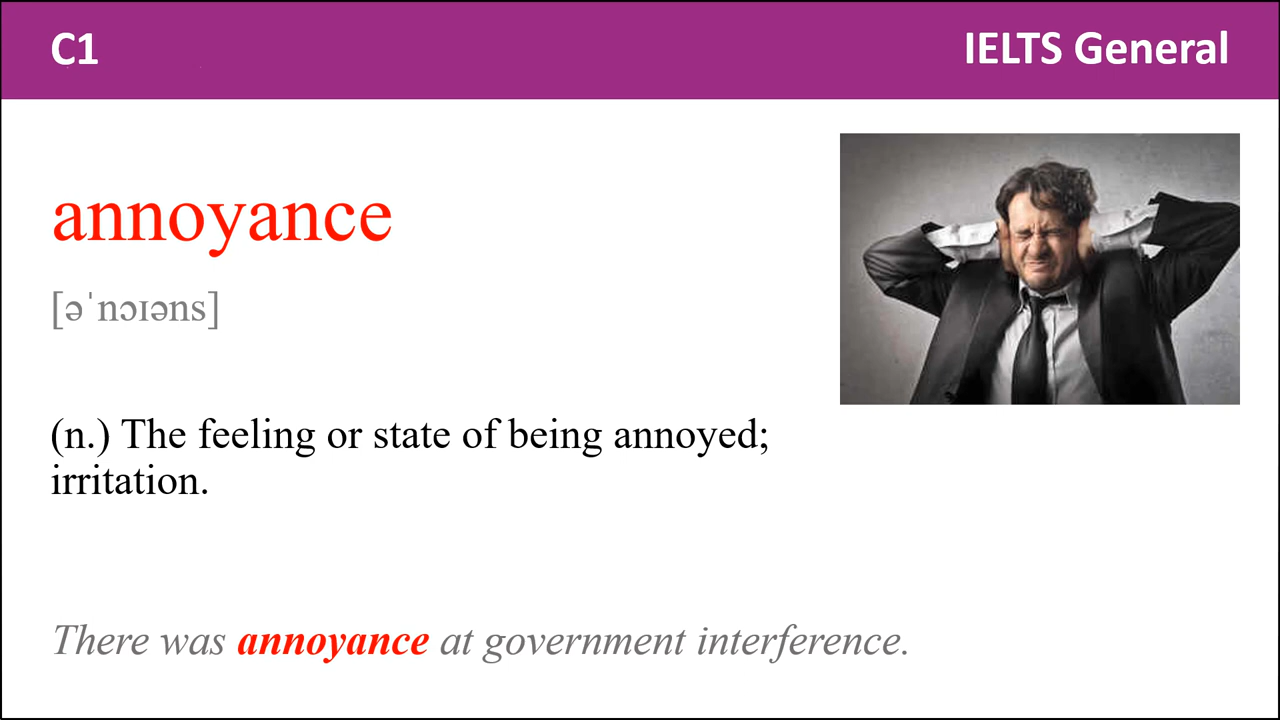 C1
IELTS General
annoyance
[əˈnɔɪəns]
(n.) The feeling or state of being annoyed;
irritation.
There was annoyance at government interference.